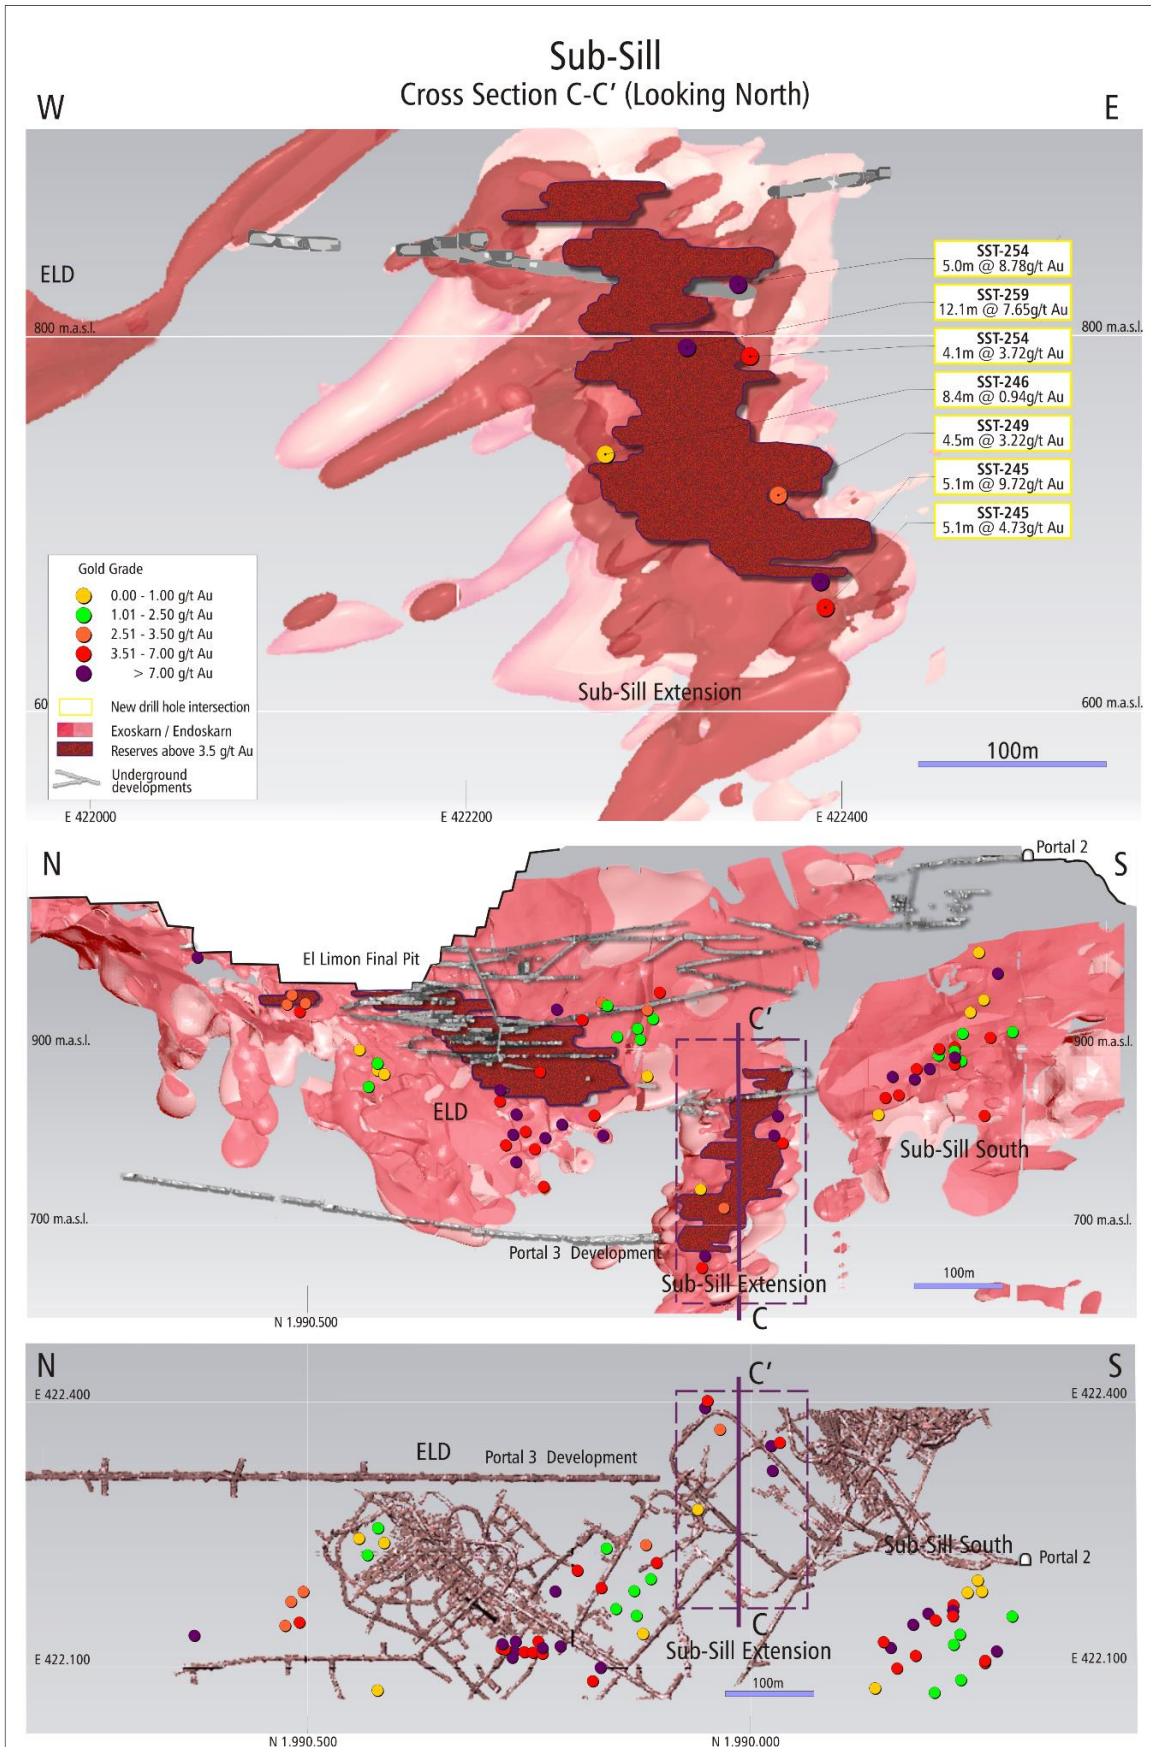 Sub-Sill
Cross Section C-C' (Looking North)
W
E
ELD
800 m.a.s.l.
800 m.a.s.l.
SST-254
5.0m @ 8.78g/t Au
SST-259
12.1m @ 7.65g/t Au
SST-254
4.1m @ 3.72g/t Au
SST-246
8.4m @ 0.94g/t Au
SST-249
4.5m @ 3.22g/t Au
SST-245
5.1m @ 9.72g/t Au
SST-245
5.1m @ 4.73g/t Au
Gold Grade
0.00 - 1.00 g/t Au
1.01 - 2.50 g/t Au
2.51 - 3.50 g/t Au
3.51 - 7.00 g/t Au
> 7.00 g/t Au
New drill hole intersection
Exoskarn / Endoskarn
Reserves above 3.5 g/t Au
Underground
developments
Sub-Sill Extension
60
600 m.a.s.l.
100m
E 422000
E 422200
E 422400
N
S
Portal 2
El Limon Final Pit
900 m.a.s.l.
900 m.a.s.l.
C'
ELD
Sub-Sill South
700 m.a.s.l.
700 m.a.s.l.
Portal 3 Development
Sub-Sill Extension
100m
N 1.990.500
C
N
S
C'
E 422.400
E 422.400
ELD
Portal 3 Development
Sub-Sill South
Portal 2
C
Sub-Sill Extension
E 422.100
E 422.100
100m
N 1.990.500
N 1.990.000